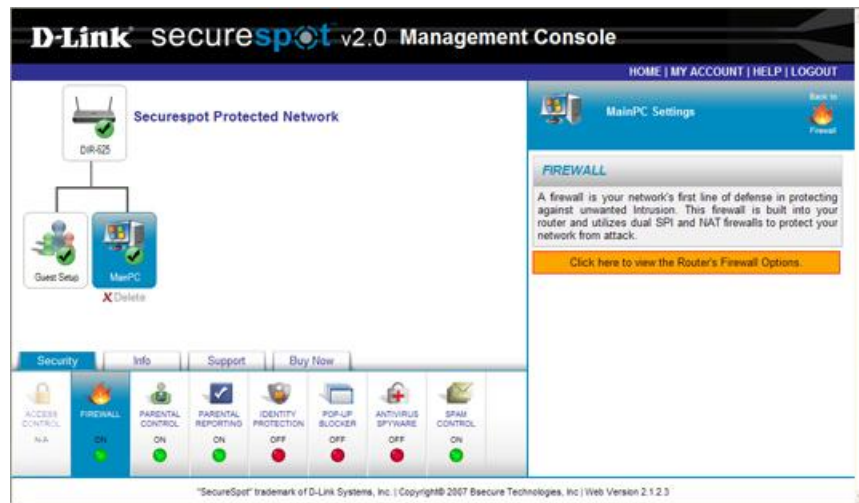 D-Link securespot v2.0 Management Console
HOME | MY ACCOUNT | HELP | LOGOUT
DIR-625
Securespot Protected Network
Guest Setup
MainPC
X Delete
MainPC Settings
Back to
Firewall
FIREWALL
A firewall is your network's first line of defense in protecting
against unwanted Intrusion. This firewall is built into your
router and utilizes dual SPI and NAT firewalls to protect your
network from attack.
Click here to view the Router's Firewall Options.
Security Info Support Buy Now
ACCESS CONTROL
N/A
FIREWALL
ON
PARENTAL CONTROL
ON
PARENTAL REPORTING
ON
IDENTITY PROTECTION
OFF
POP-UP BLOCKER
OFF
ANTIVIRUS SPYWARE
OFF
SPAM CONTROL
ON
"SecureSpot" trademark of D-Link Systems, Inc. | Copyright© 2007 Bsecure Technologies, Inc | Web Version 2.1.2.3